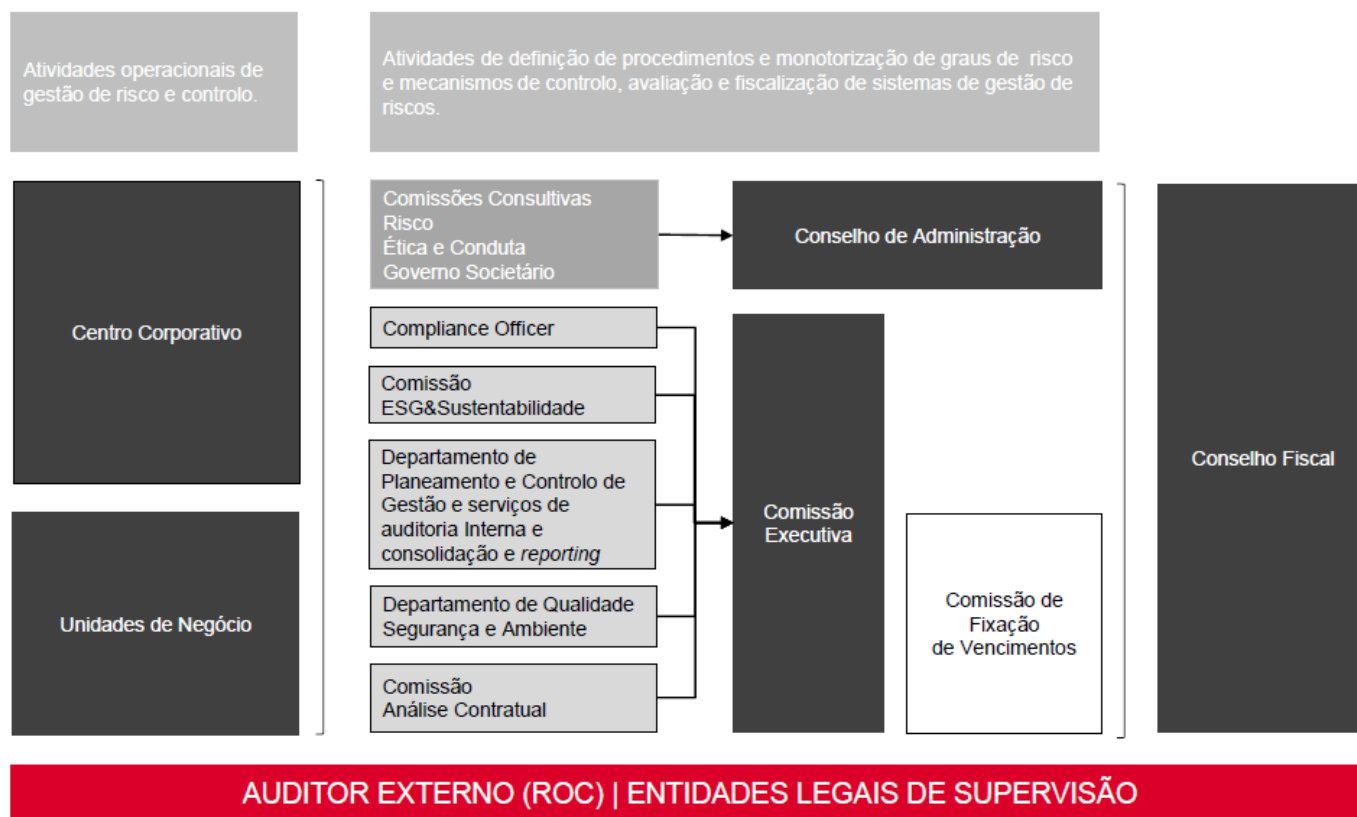 Atividades operacionais de
gestão de risco e controlo.
Atividades de definição de procedimentos e monotorização de graus de risco
e mecanismos de controlo, avaliação e fiscalização de sistemas de gestão de
riscos.
Centro Corporativo
Unidades de Negócio
Comissões Consultivas
Risco
Ética e Conduta
Governo Societário
Compliance Officer
Comissão
ESG&Sustentabilidade
Departamento de
Planeamento e Controlo de
Gestão e serviços de
auditoria Interna e
consolidação e reporting
Departamento de Qualidade
Segurança e Ambiente
Comissão
Análise Contratual
Conselho de Administração
Comissão
Executiva
Comissão de
Fixação
de Vencimentos
Conselho Fiscal
AUDITOR EXTERNO (ROC) | ENTIDADES LEGAIS DE SUPERVISÃO